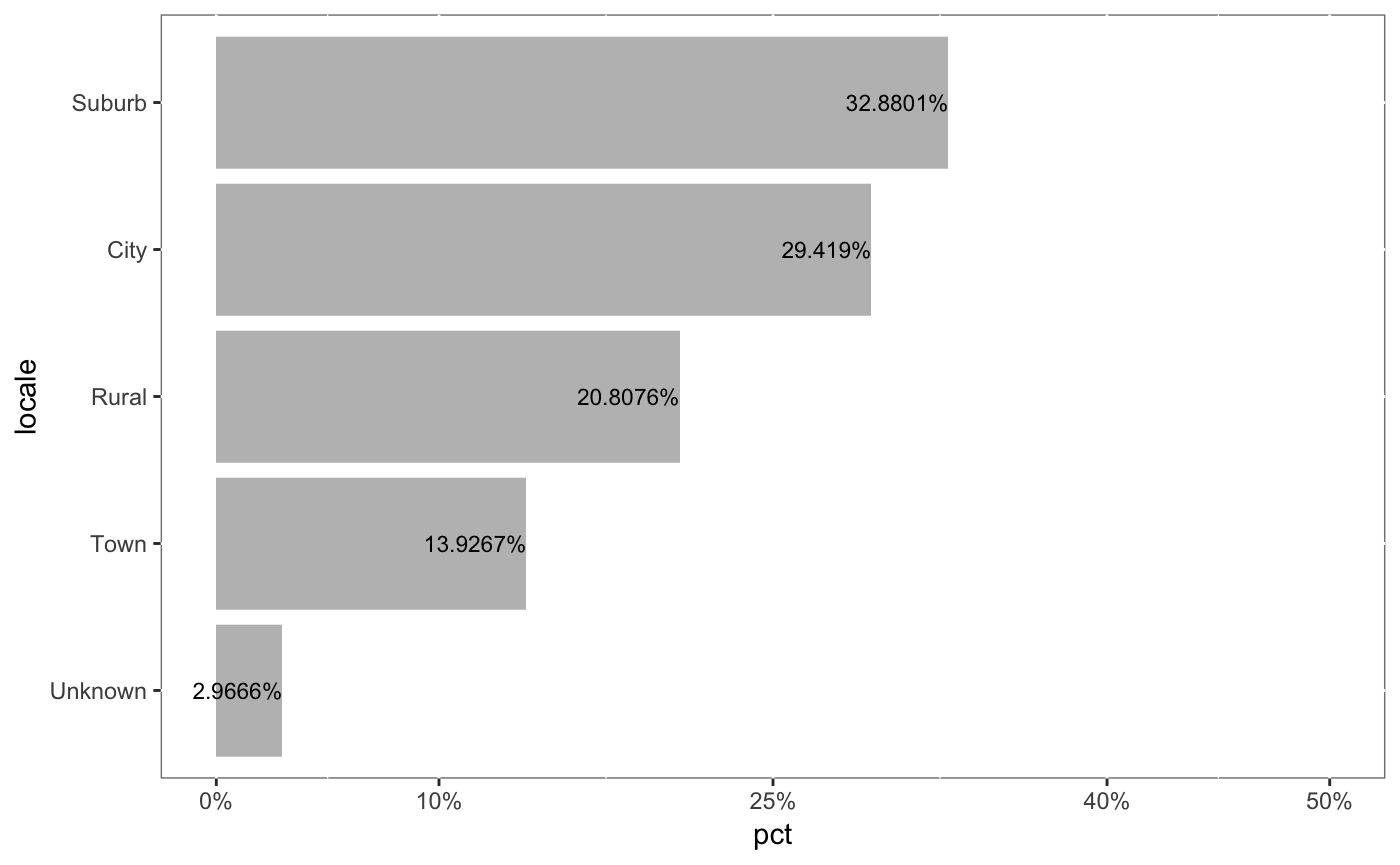 Suburb
32.8801%
City
29.419%
locale
Rural
20.8076%
Town
13.9267%
Unknown
2.9666%
0% 10% 25% 40% 50%
pct